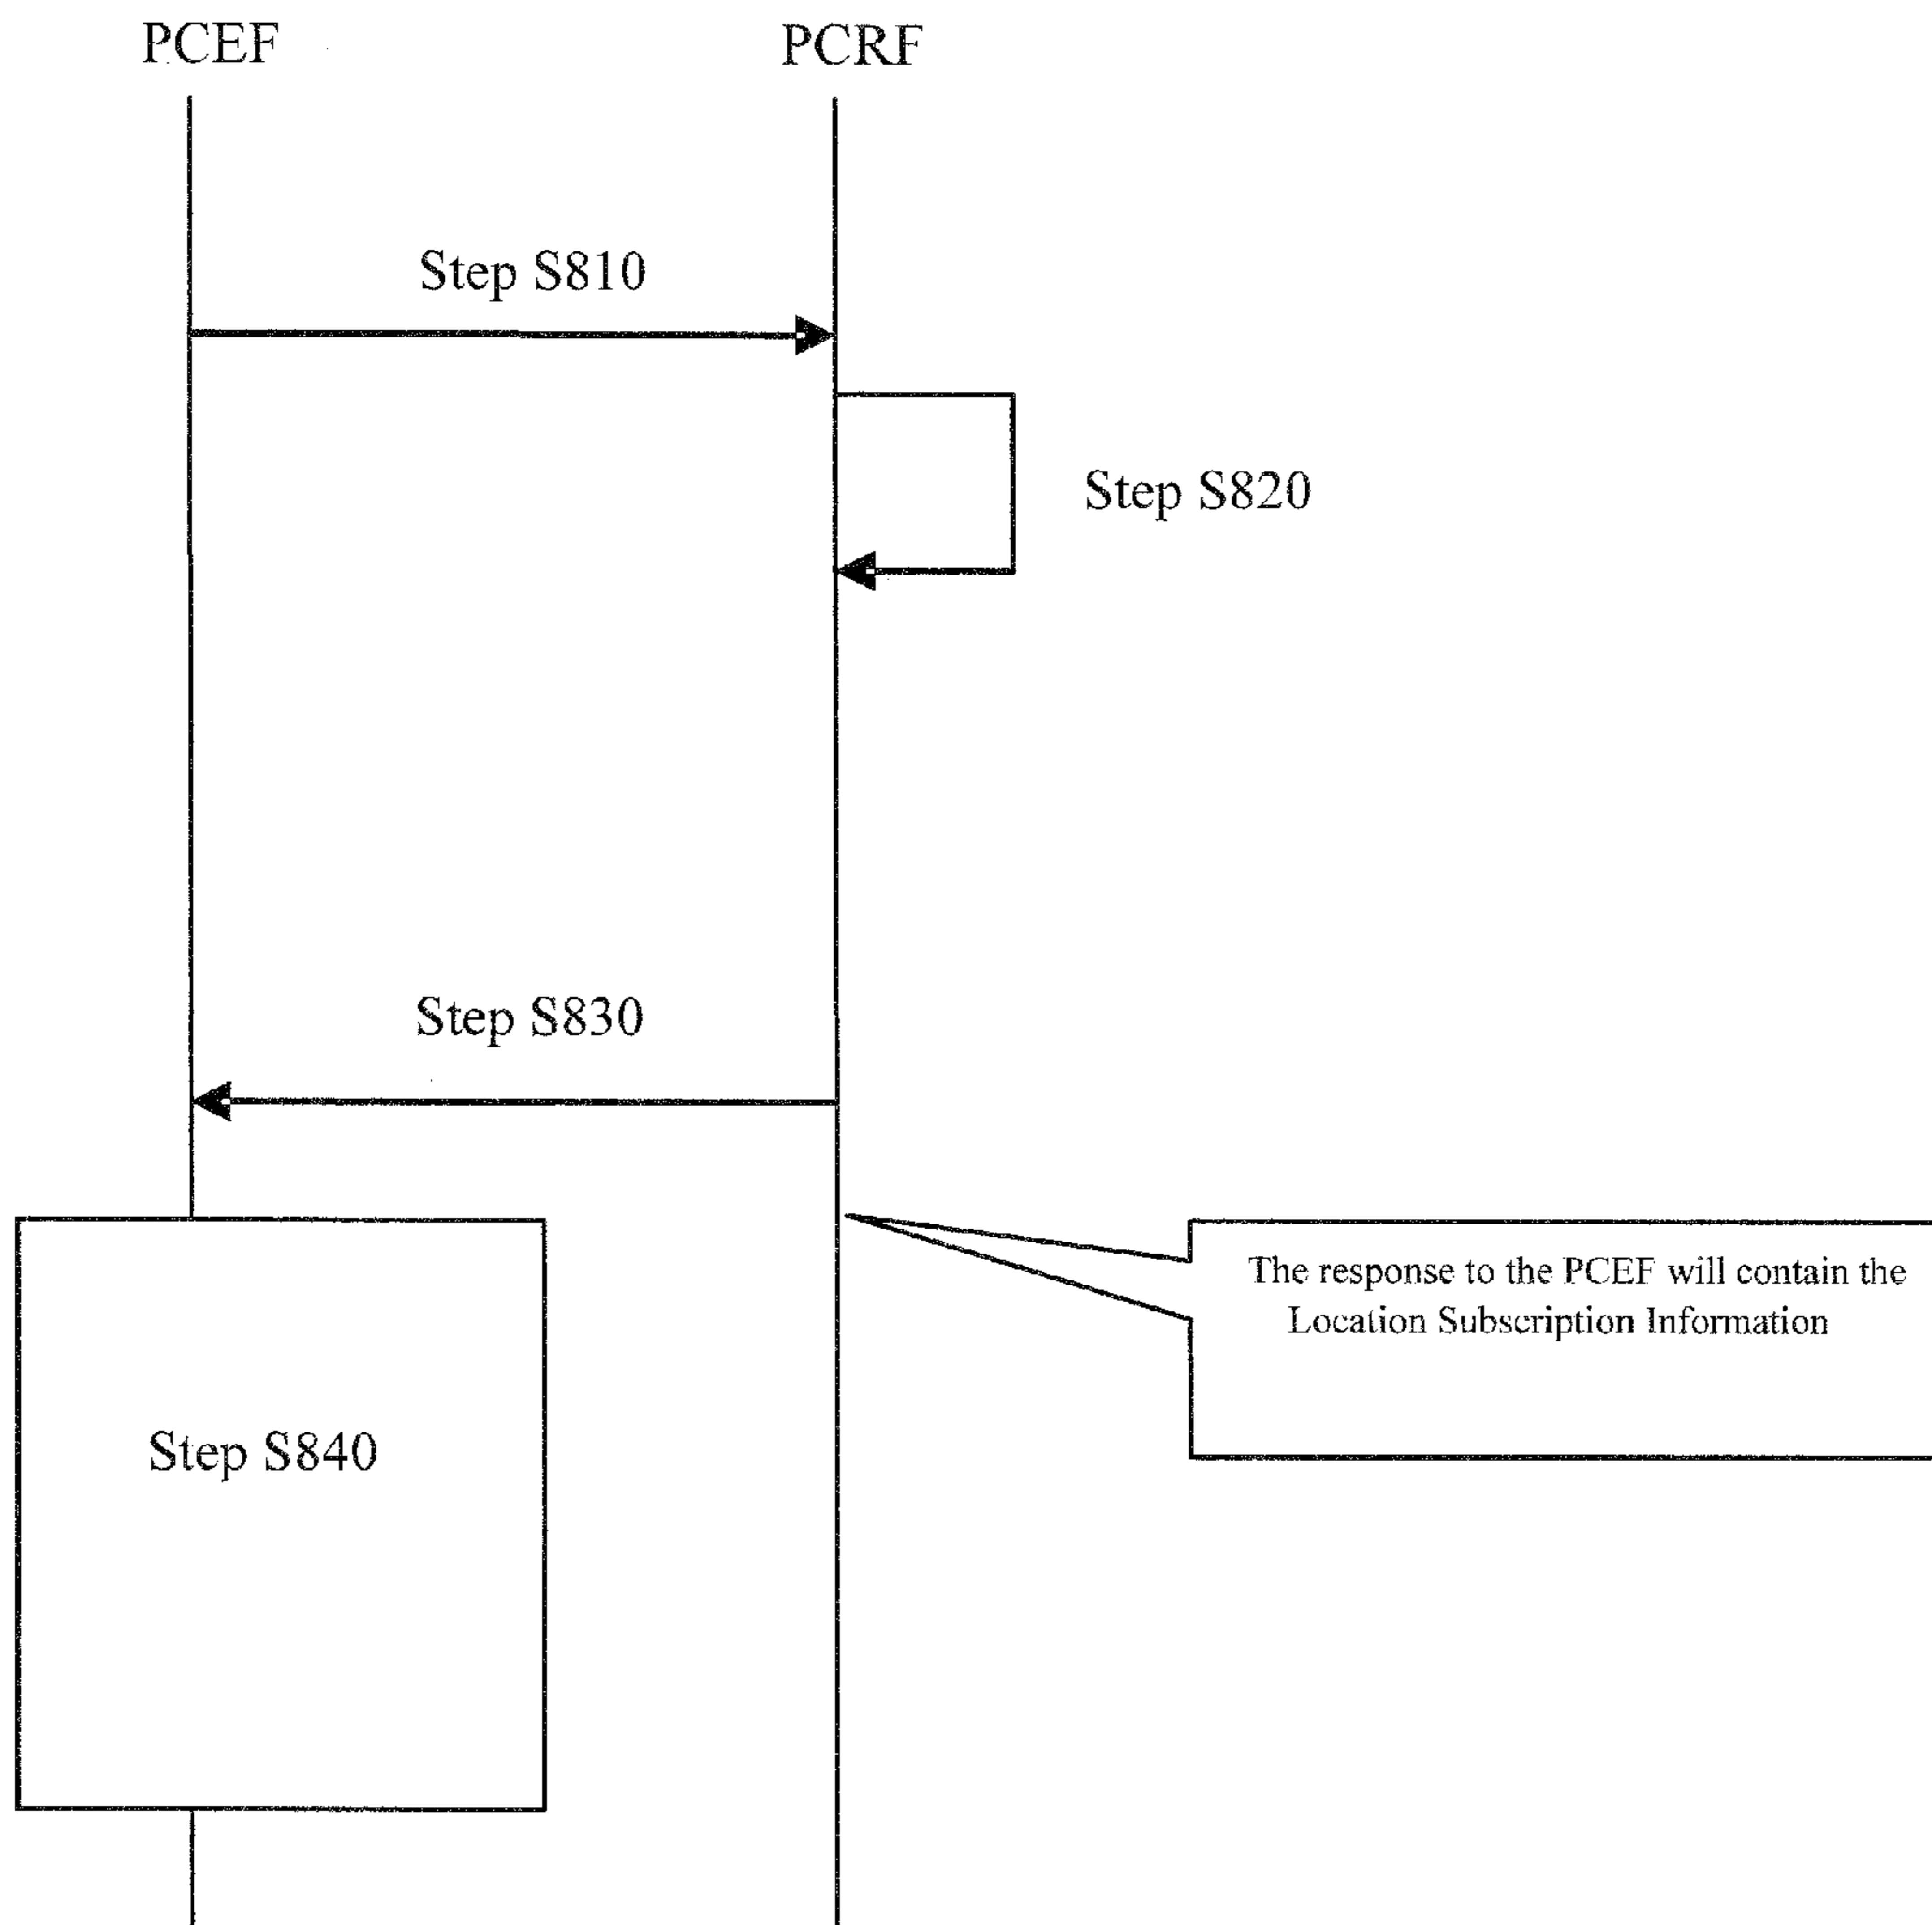 PCEF
PCRF
Step S810
Step S820
Step S830
The response to the PCEF will contain the
Location Subscription Information
Step S840